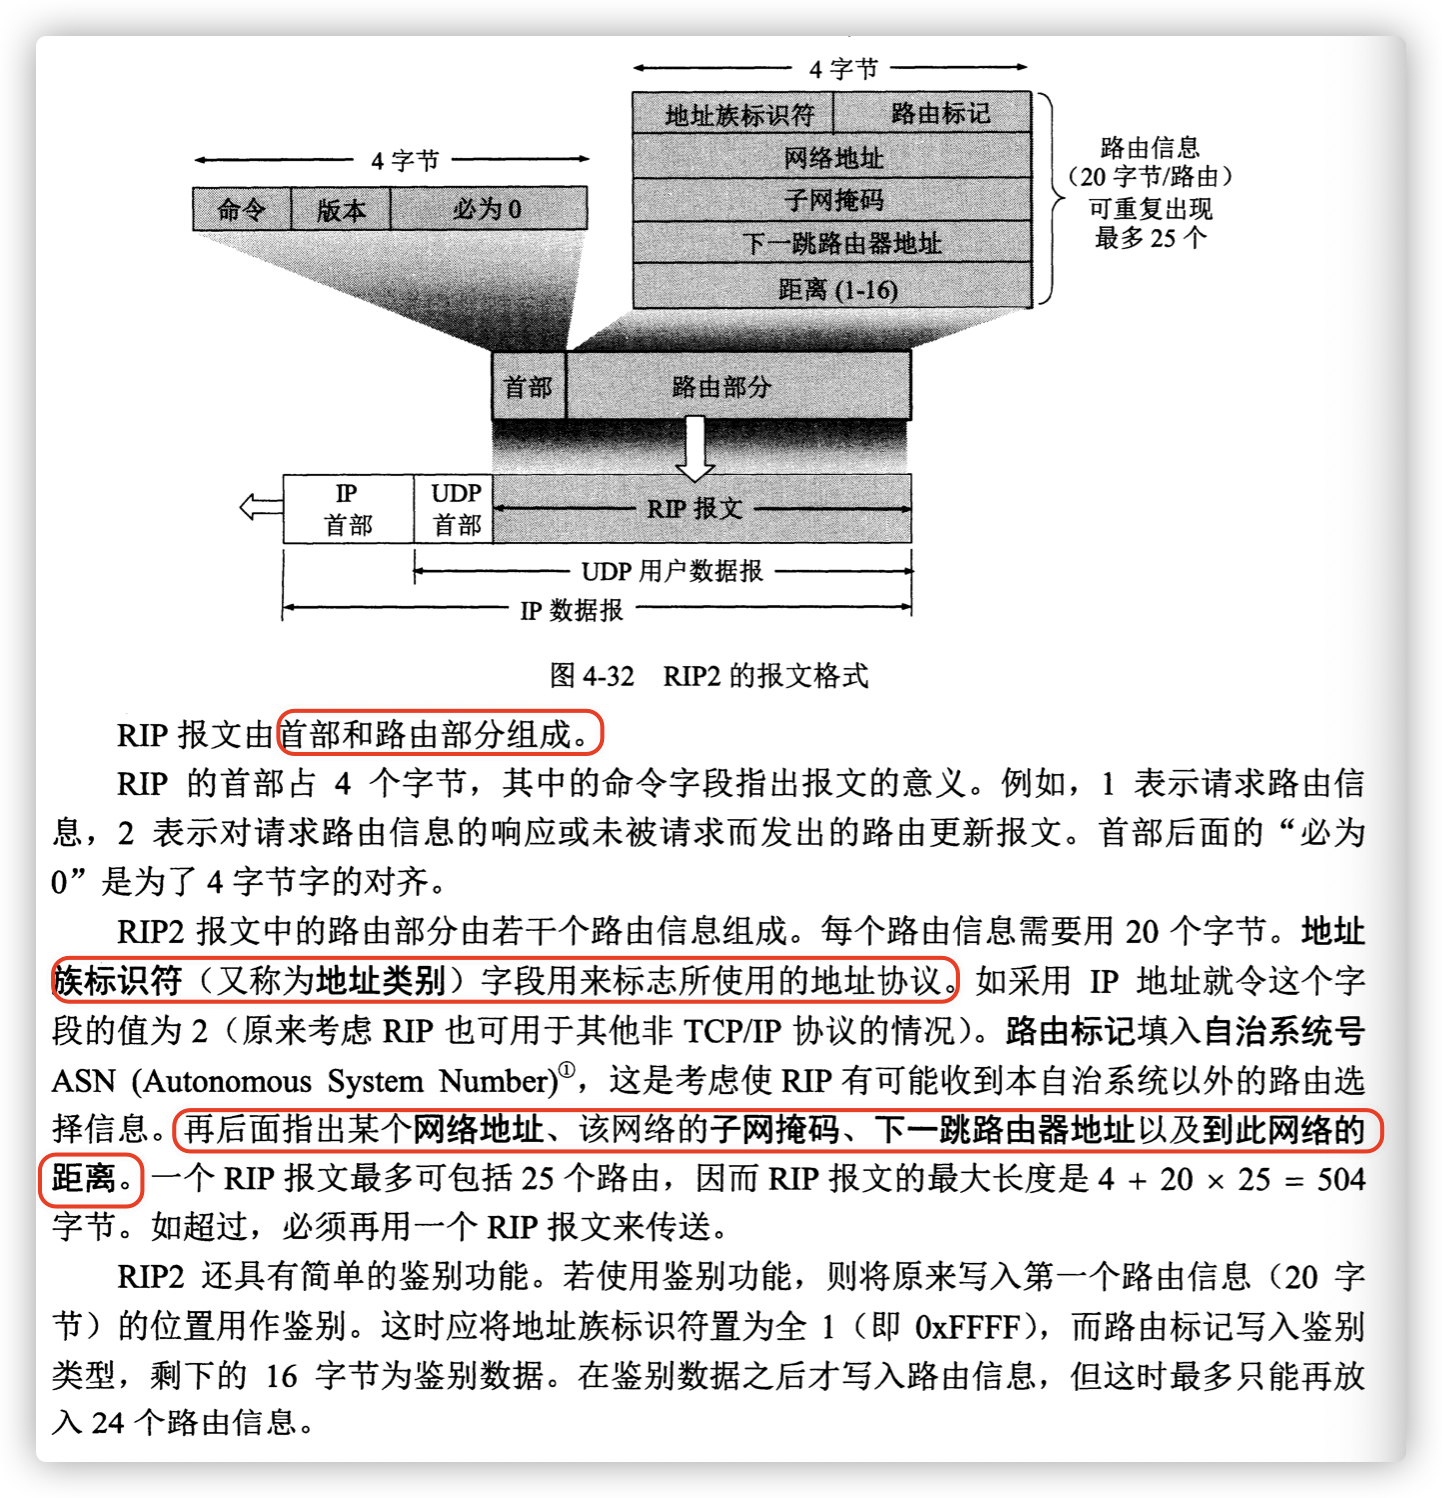 4 字节
地址族标识符 路由标记
网络地址
子网掩码
下一跳路由器地址
距离 (1-16)
路由信息
（20 字节/路由）
可重复出现
最多 25 个
4 字节
命令 版本 必为 0
首部 路由部分
IP 首部 UDP 首部 RIP 报文
UDP 用户数据报
IP 数据报
图 4-32 RIP2 的报文格式
RIP 报文由首部和路由部分组成。
RIP 的首部占 4 个字节，其中的命令字段指出报文的意义。例如，1 表示请求路由信
息，2 表示对请求路由信息的响应或未被请求而发出的路由更新报文。首部后面的“必为
0”是为了 4 字节字的对齐。
RIP2 报文中的路由部分由若干个路由信息组成。每个路由信息需要用 20 个字节。地址
族标识符（又称为地址类别）字段用来标志所使用的地址协议。如采用 IP 地址就令这个字
段的值为 2（原来考虑 RIP 也可用于其他非 TCP/IP 协议的情况）。路由标记填入自治系统号
ASN (Autonomous System Number)①，这是考虑使 RIP 有可能收到本自治系统以外的路由选
择信息。再后面指出某个网络地址、该网络的子网掩码、下一跳路由器地址以及到此网络的
距离。一个 RIP 报文最多可包括 25 个路由，因而 RIP 报文的最大长度是 4 + 20 × 25 = 504
字节。如超过，必须再用一个 RIP 报文来传送。
RIP2 还具有简单的鉴别功能。若使用鉴别功能，则将原来写入第一个路由信息（20 字
节）的位置用作鉴别。这时应将地址族标识符置为全 1（即 0xFFFF），而路由标记写入鉴别
类型，剩下的 16 字节为鉴别数据。在鉴别数据之后才写入路由信息，但这时最多只能再放
入 24 个路由信息。